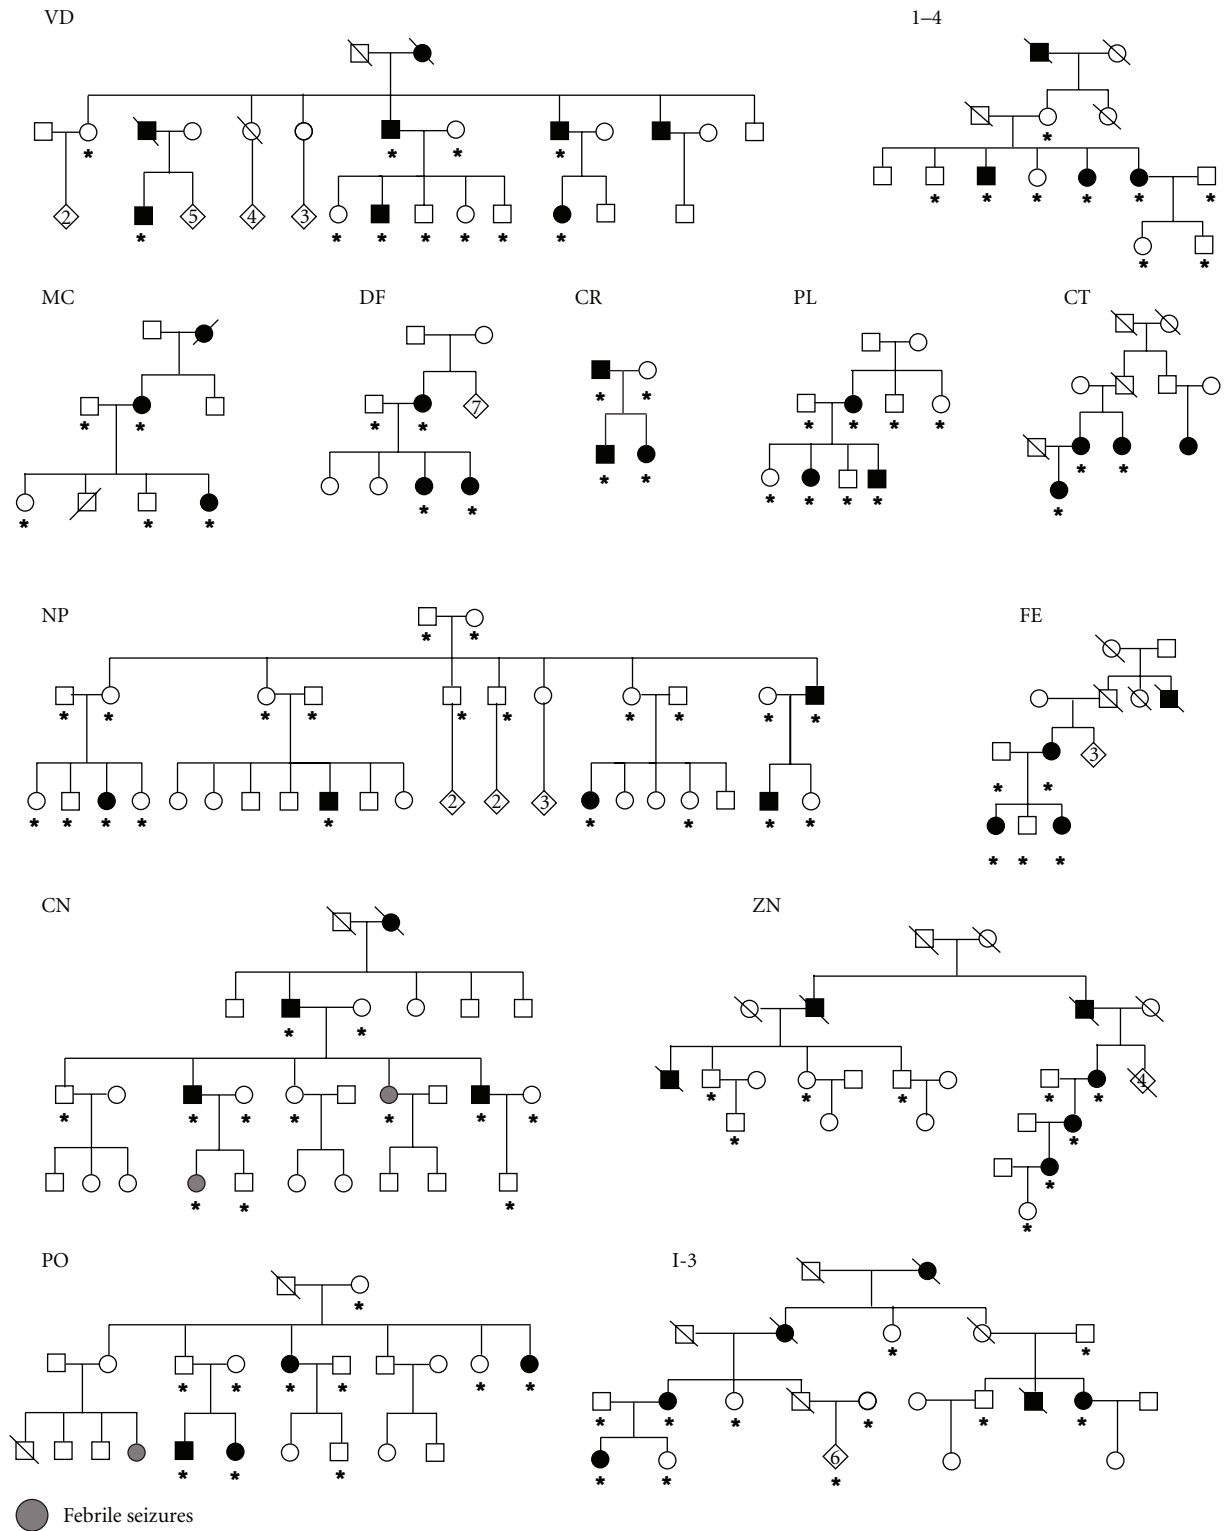 VD 1–4
* * * * *
2 5 4 3
* * * * * * * *
* * * * *
* *
MC DF CR PL CT
7
* * * * * * * * * *
* * * * * * *
* * * * * * * * *
*
NP FE
* *
* * * * * * * * * *
3
2 2 3
* * * * * * * * *
* *
* * *
CN ZN
* *
4
* * * * * * * * * * *
*
* * * *
*
*
PO I-3
*
* *
* * * * * *
* * * * * *
6
* * * * * *
Febrile seizures